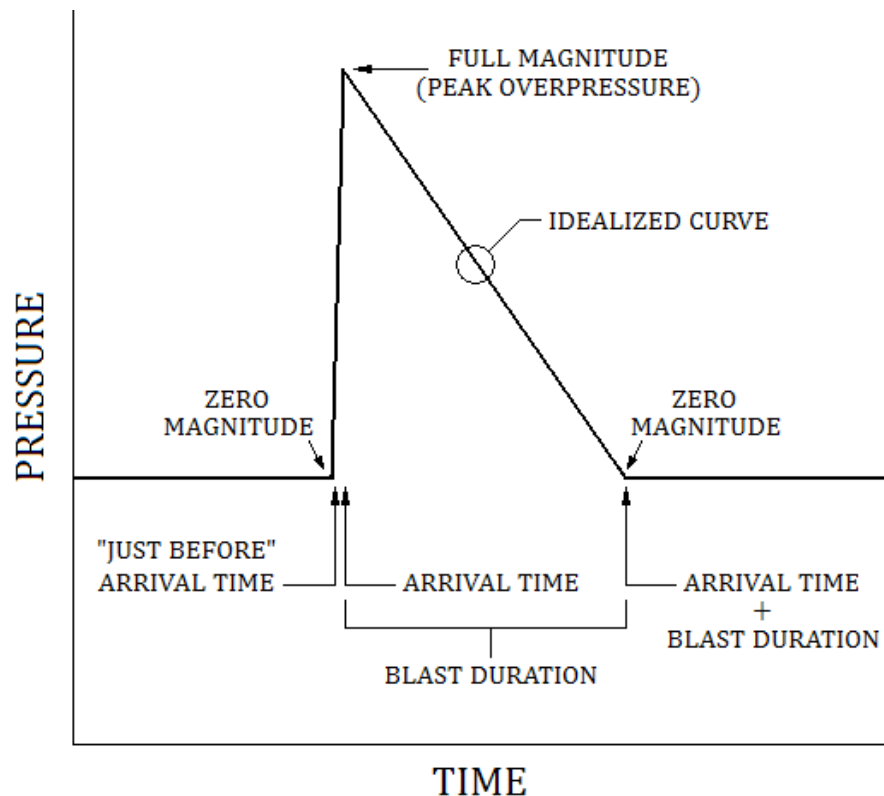 FULL MAGNITUDE
(PEAK OVERPRESSURE)
IDEALIZED CURVE
PRESSURE
ZERO
MAGNITUDE
ZERO
MAGNITUDE
"JUST BEFORE"
ARRIVAL TIME
ARRIVAL TIME
ARRIVAL TIME
+
BLAST DURATION
BLAST DURATION
TIME